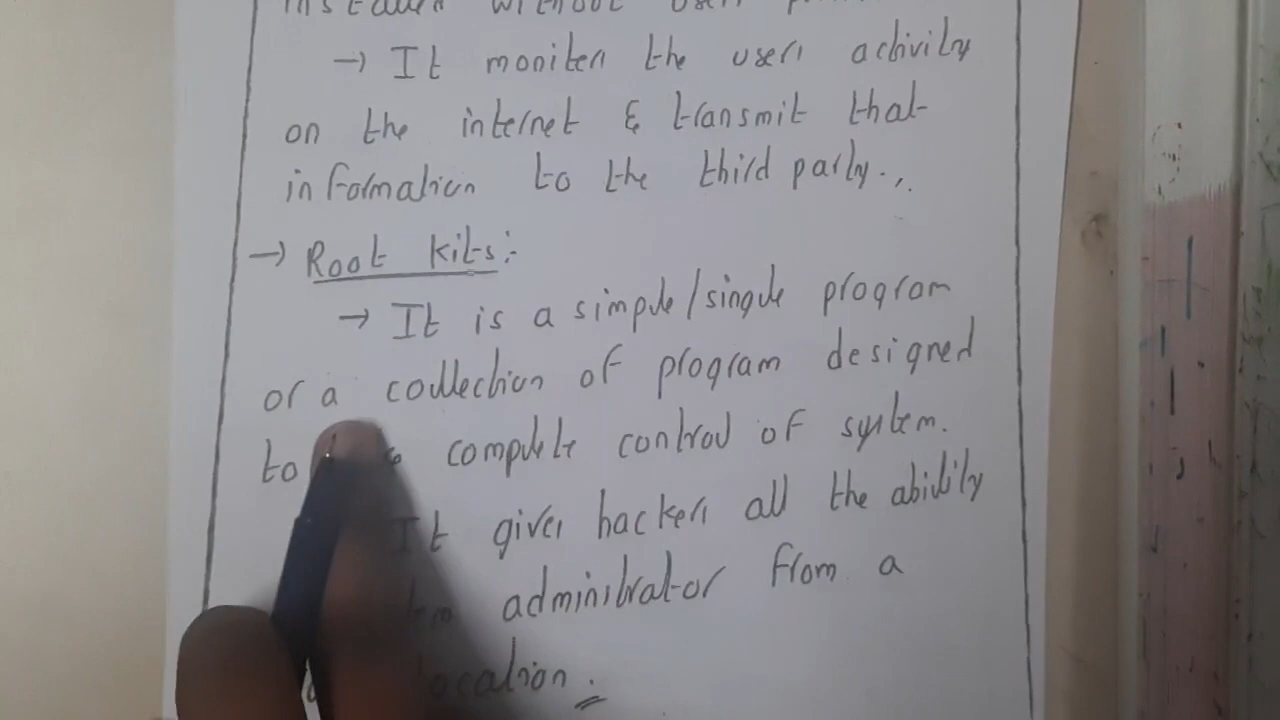 without user
→ It moniters the users activity
on the internet & transmit that
information to the third party.,
→ Root kits:-
→ It is a simple/single program
or a collection of program designed
to complete control of system.
It gives hackers all the ability
administrator from a
location.